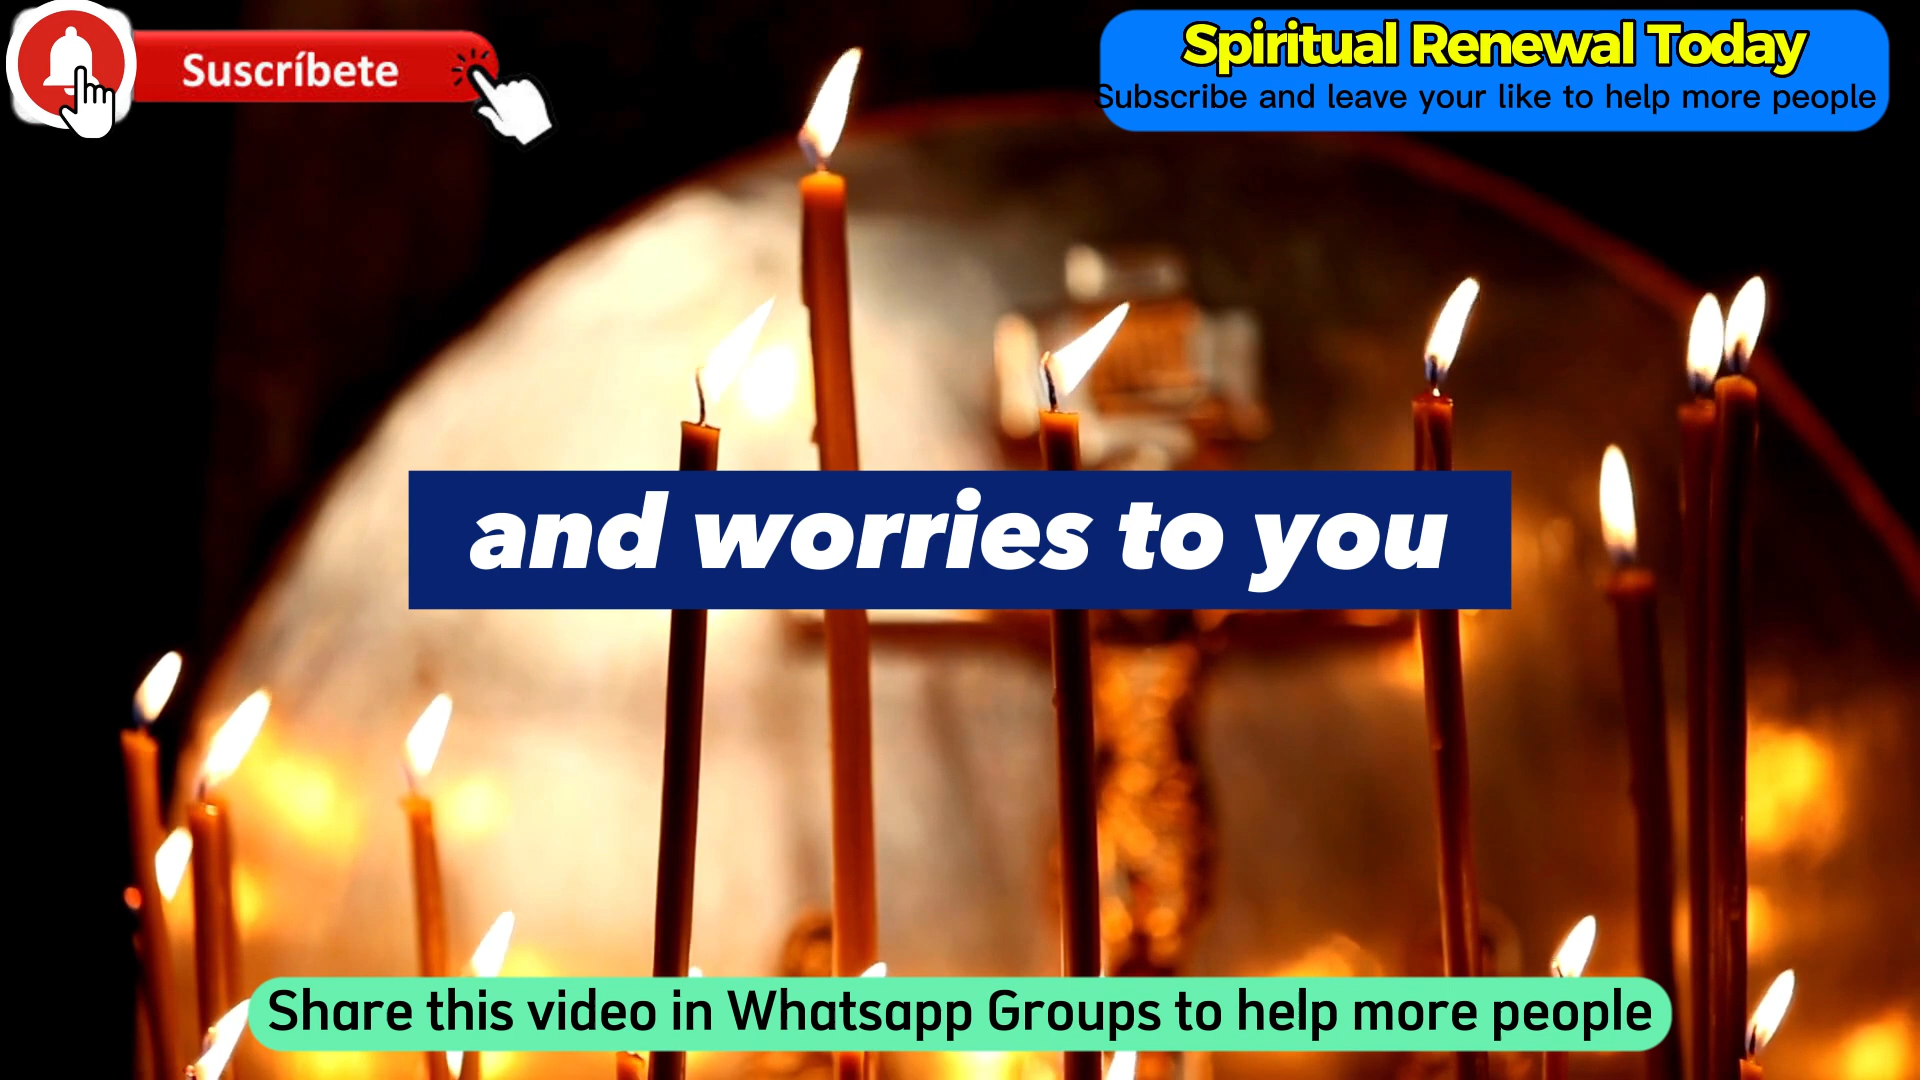 Suscríbete
Spiritual Renewal Today
Subscribe and leave your like to help more people
and worries to you
Share this video in Whatsapp Groups to help more people